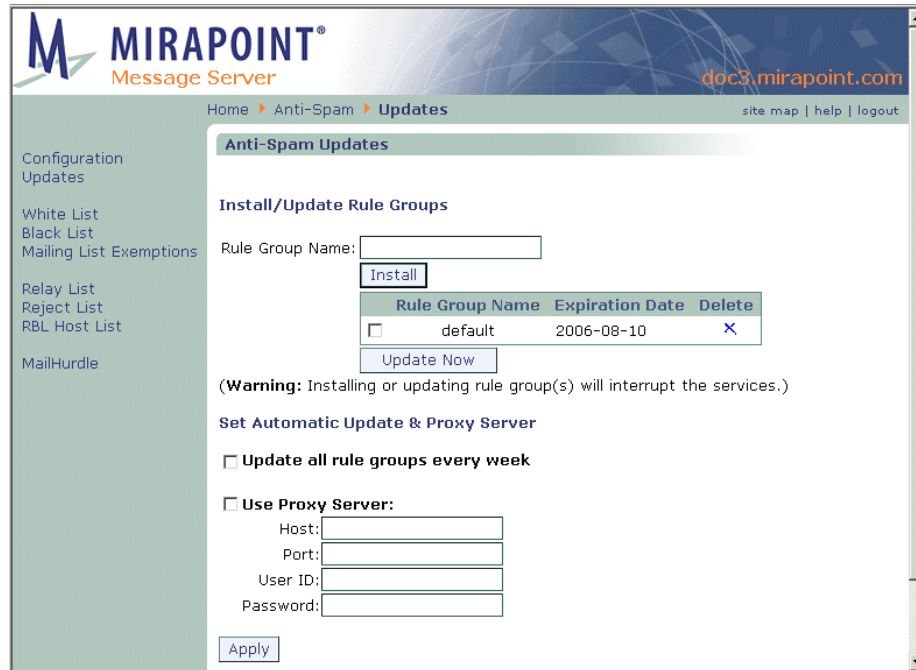 MIRAPOINT®
Message Server
doc3.mirapoint.com
Home Anti-Spam Updates
site map | help | logout
Configuration
Updates
White List
Black List
Mailing List Exemptions
Relay List
Reject List
RBL Host List
MailHurdle
Anti-Spam Updates
Install/Update Rule Groups
Rule Group Name:
Install
Rule Group Name Expiration Date Delete
default 2006-08-10
Update Now
(Warning: Installing or updating rule group(s) will interrupt the services.)
Set Automatic Update & Proxy Server
Update all rule groups every week
Use Proxy Server:
Host:
Port:
User ID:
Password:
Apply